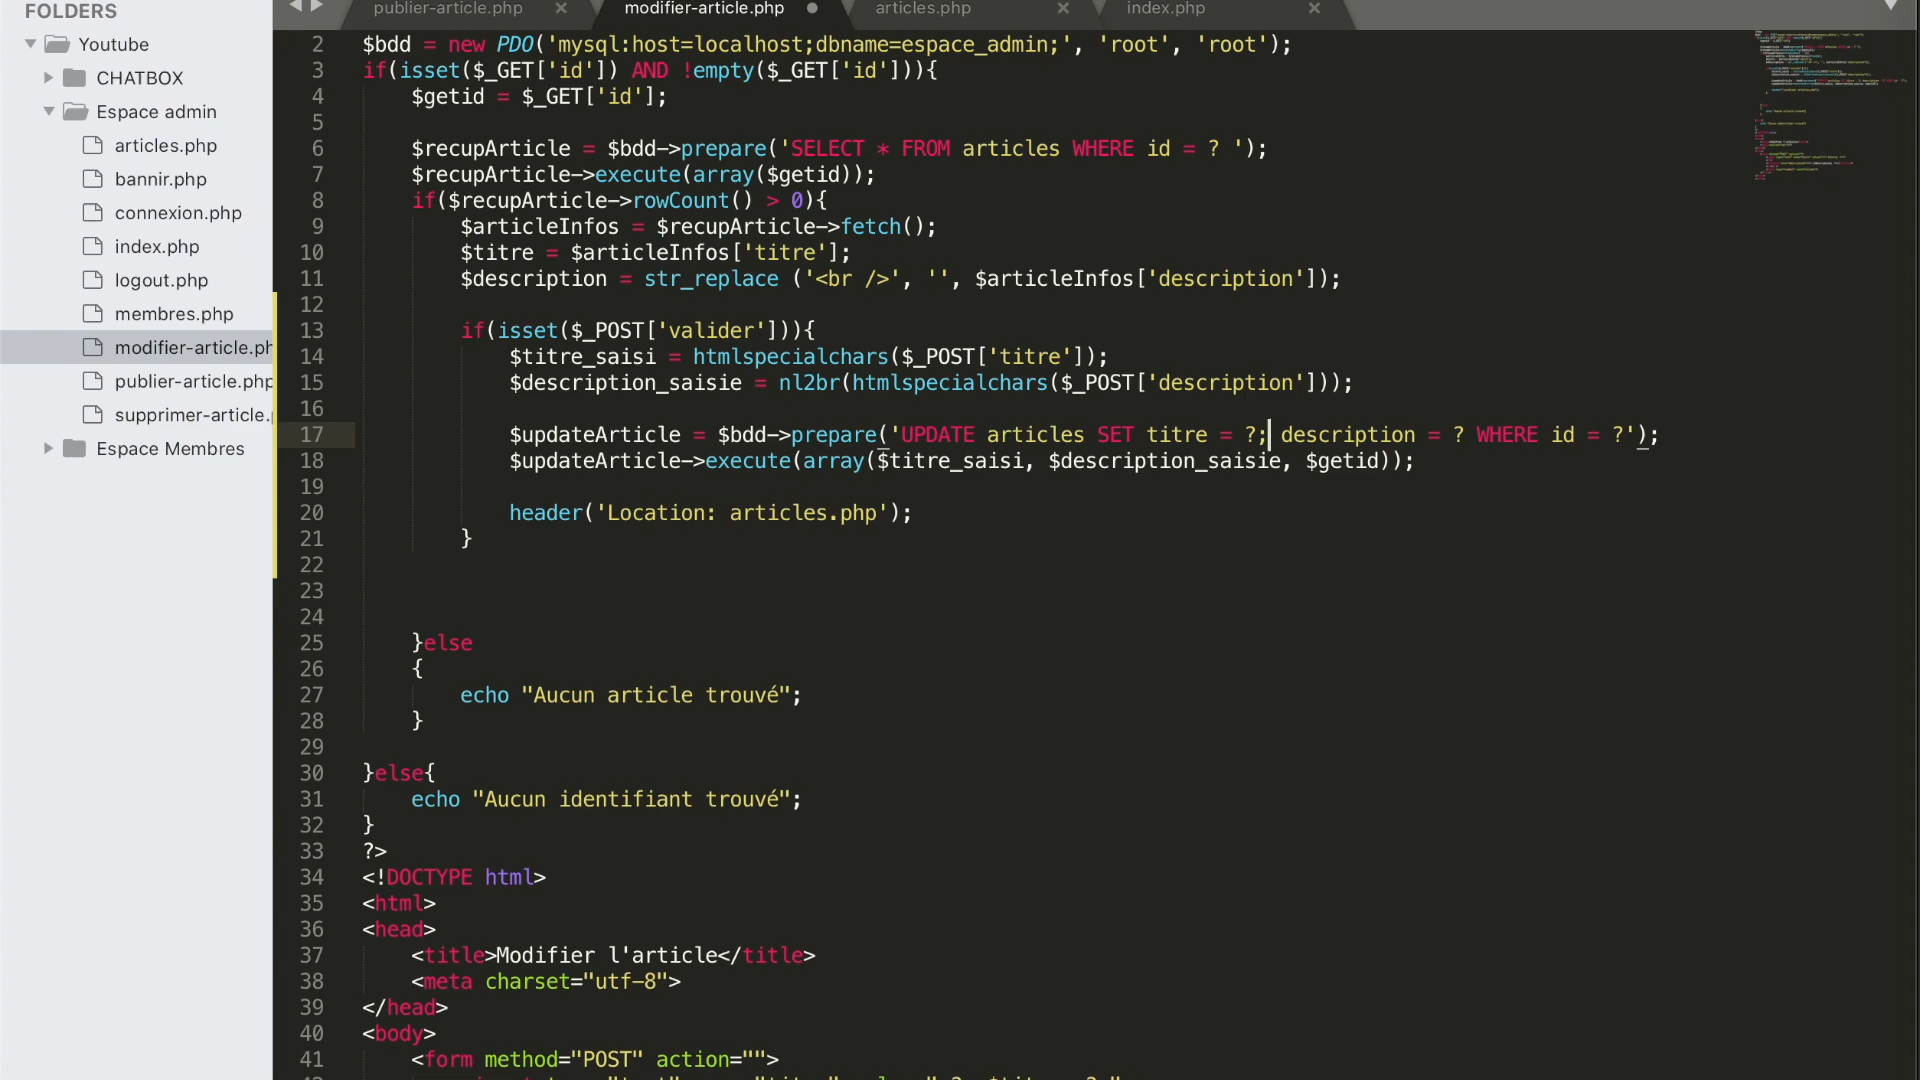 FOLDERS
Youtube
CHATBOX
Espace admin
articles.php
bannir.php
connexion.php
index.php
logout.php
membres.php
modifier-article.ph
publier-article.php
supprimer-article.
Espace Membres
publier-article.php modifier-article.php articles.php index.php
2 $bdd = new PDO('mysql:host=localhost;dbname=espace_admin;', 'root', 'root');
3 if(isset($_GET['id']) AND !empty($_GET['id'])){
4 $getid = $_GET['id'];
5
6 $recupArticle = $bdd->prepare('SELECT * FROM articles WHERE id = ? ');
7 $recupArticle->execute(array($getid));
8 if($recupArticle->rowCount() > 0){
9 $articleInfos = $recupArticle->fetch();
10 $titre = $articleInfos['titre'];
11 $description = str_replace ('<br />', '', $articleInfos['description']);
12
13 if(isset($_POST['valider'])){
14 $titre_saisi = htmlspecialchars($_POST['titre']);
15 $description_saisie = nl2br(htmlspecialchars($_POST['description']));
16
17 $updateArticle = $bdd->prepare('UPDATE articles SET titre = ?; description = ? WHERE id = ?');
18 $updateArticle->execute(array($titre_saisi, $description_saisie, $getid));
19
20 header('Location: articles.php');
21 }
22
23
24
25 }else
26 {
27 echo "Aucun article trouvé";
28 }
29
30 }else{
31 echo "Aucun identifiant trouvé";
32 }
33 ?>
34 <!DOCTYPE html>
35 <html>
36 <head>
37 <title>Modifier l'article</title>
38 <meta charset="utf-8">
39 </head>
40 <body>
41 <form method="POST" action="">